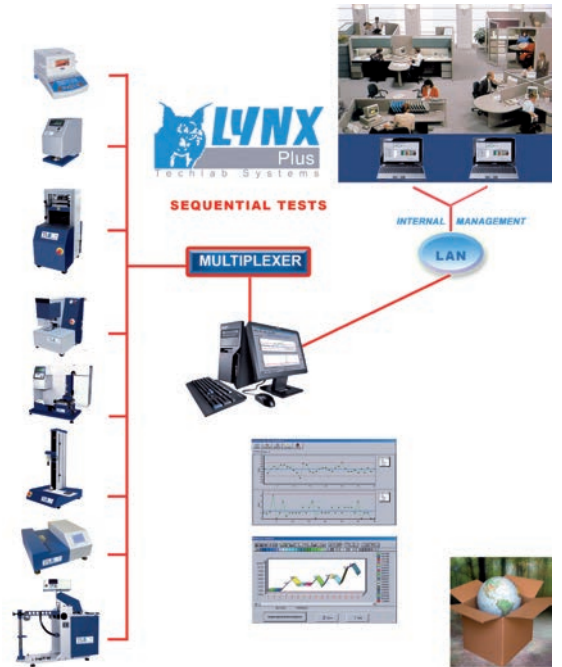 LYNX
Plus
Techlab Systems
SEQUENTIAL TESTS
INTERNAL MANAGEMENT
LAN
MULTIPLEXER